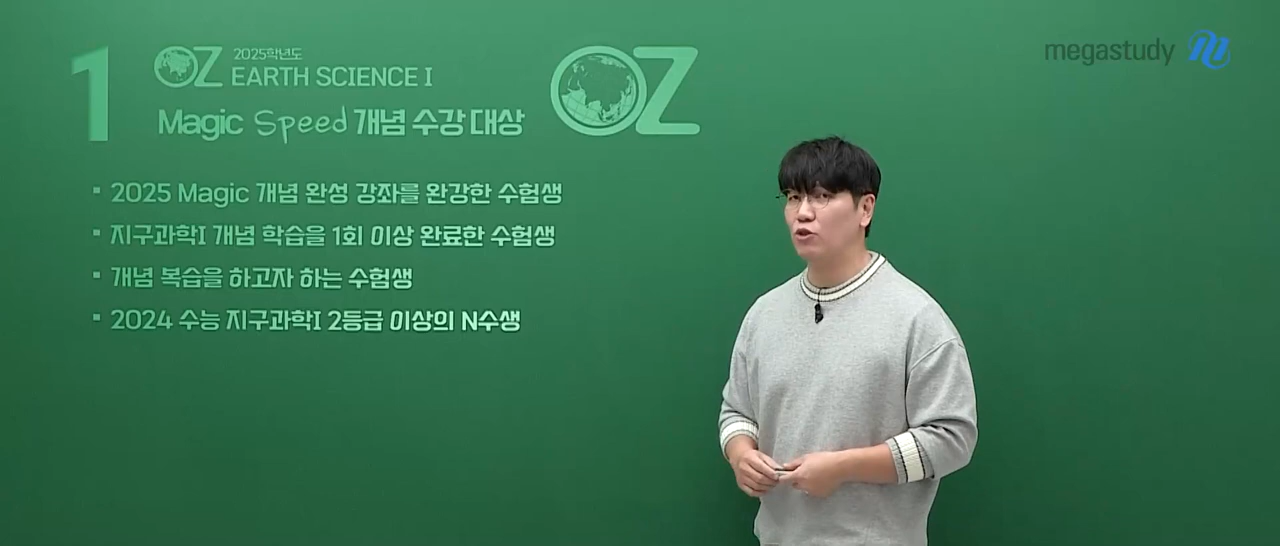 1
OZ 2025학년도
EARTH SCIENCE I
Magic Speed 개념 수강 대상
OZ
megastudy
▪ 2025 Magic 개념 완성 강좌를 완강한 수험생
▪ 지구과학I 개념 학습을 1회 이상 완료한 수험생
▪ 개념 복습을 하고자 하는 수험생
▪ 2024 수능 지구과학I 2등급 이상의 N수생